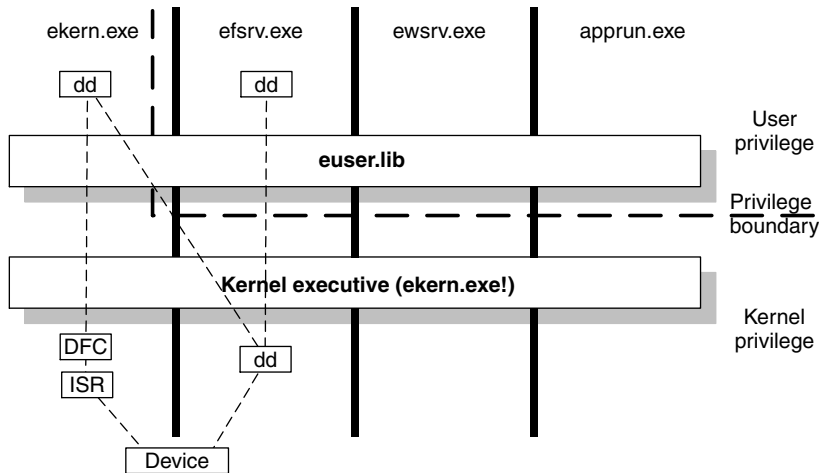 ekern.exe efsrv.exe ewsrv.exe apprun.exe
dd dd
User
privilege
euser.lib
Privilege
boundary
Kernel executive (ekern.exe!)
Kernel
privilege
DFC
dd
ISR
Device